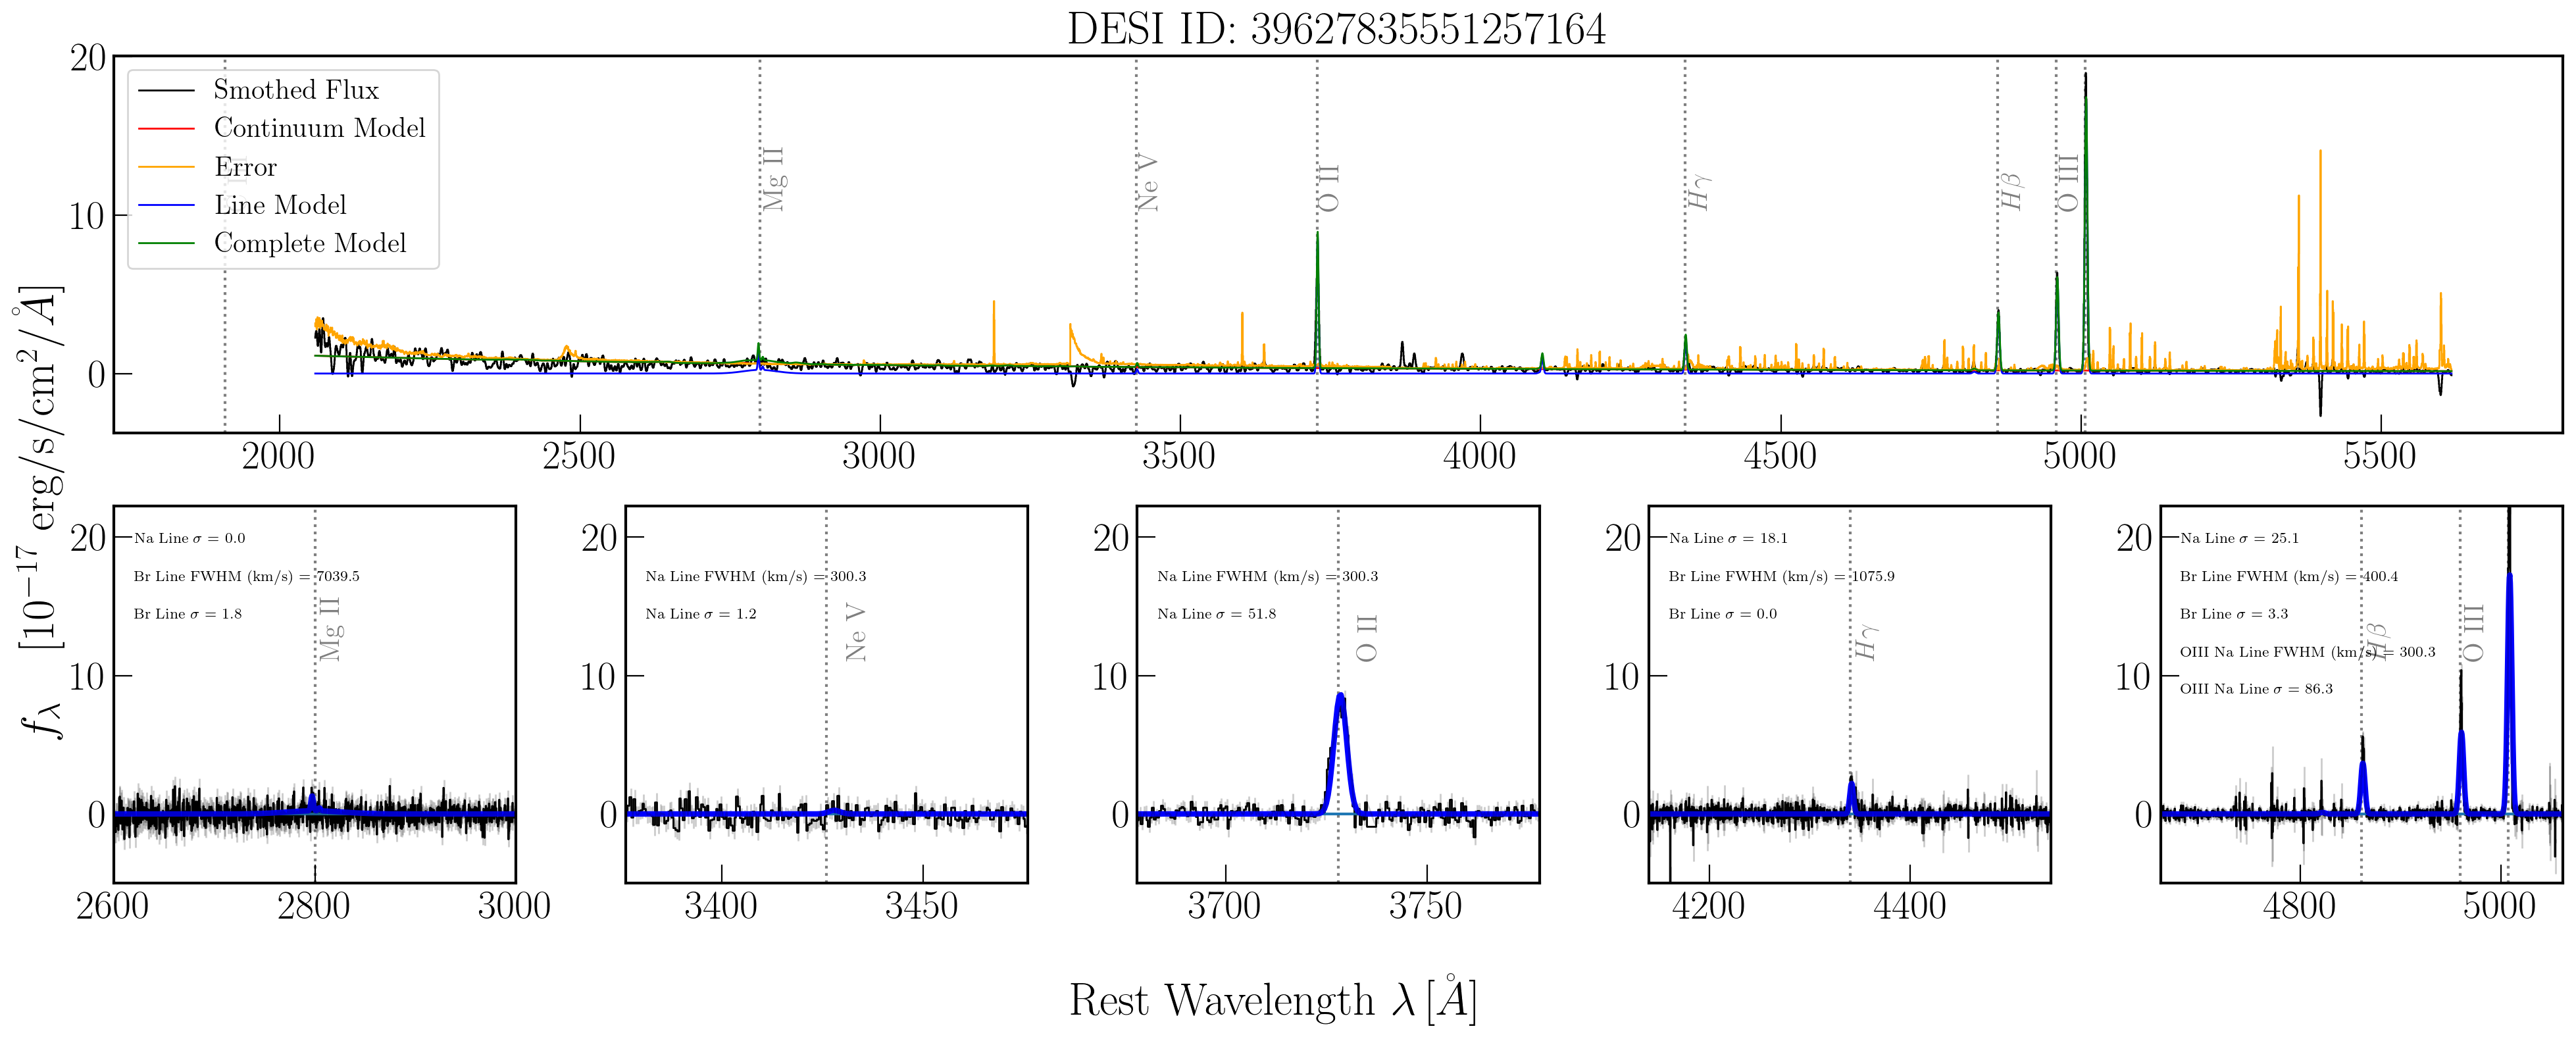 DESI ID: 39627835551257164
20
10
0
Smothed Flux
Continuum Model
Error
Line Model
Complete Model
Mg II
Ne V
O II
Hγ
Hβ
O III
2000 2500 3000 3500 4000 4500 5000 5500
fλ [10−17 erg/s/cm2/Å]
20
10
0
Na Line σ = 0.0
Br Line FWHM (km/s) = 7039.5
Br Line σ = 1.8
Mg II
2600 2800 3000
20
10
0
Na Line FWHM (km/s) = 300.3
Na Line σ = 1.2
Ne V
3400 3450
20
10
0
Na Line FWHM (km/s) = 300.3
Na Line σ = 51.8
O II
3700 3750
20
10
0
Na Line σ = 18.1
Br Line FWHM (km/s) = 1075.9
Br Line σ = 0.0
Hγ
4200 4400
20
10
0
Na Line σ = 25.1
Br Line FWHM (km/s) = 400.4
Br Line σ = 3.3
OIII Na Line FWHM (km/s) = 300.3
OIII Na Line σ = 86.3
Hβ
O III
4800 5000
Rest Wavelength λ [Å]